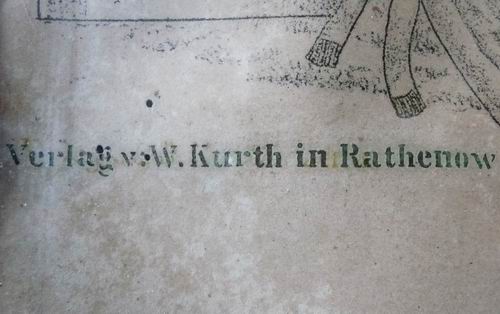 Verlag v. W. Kurth in Rathenow